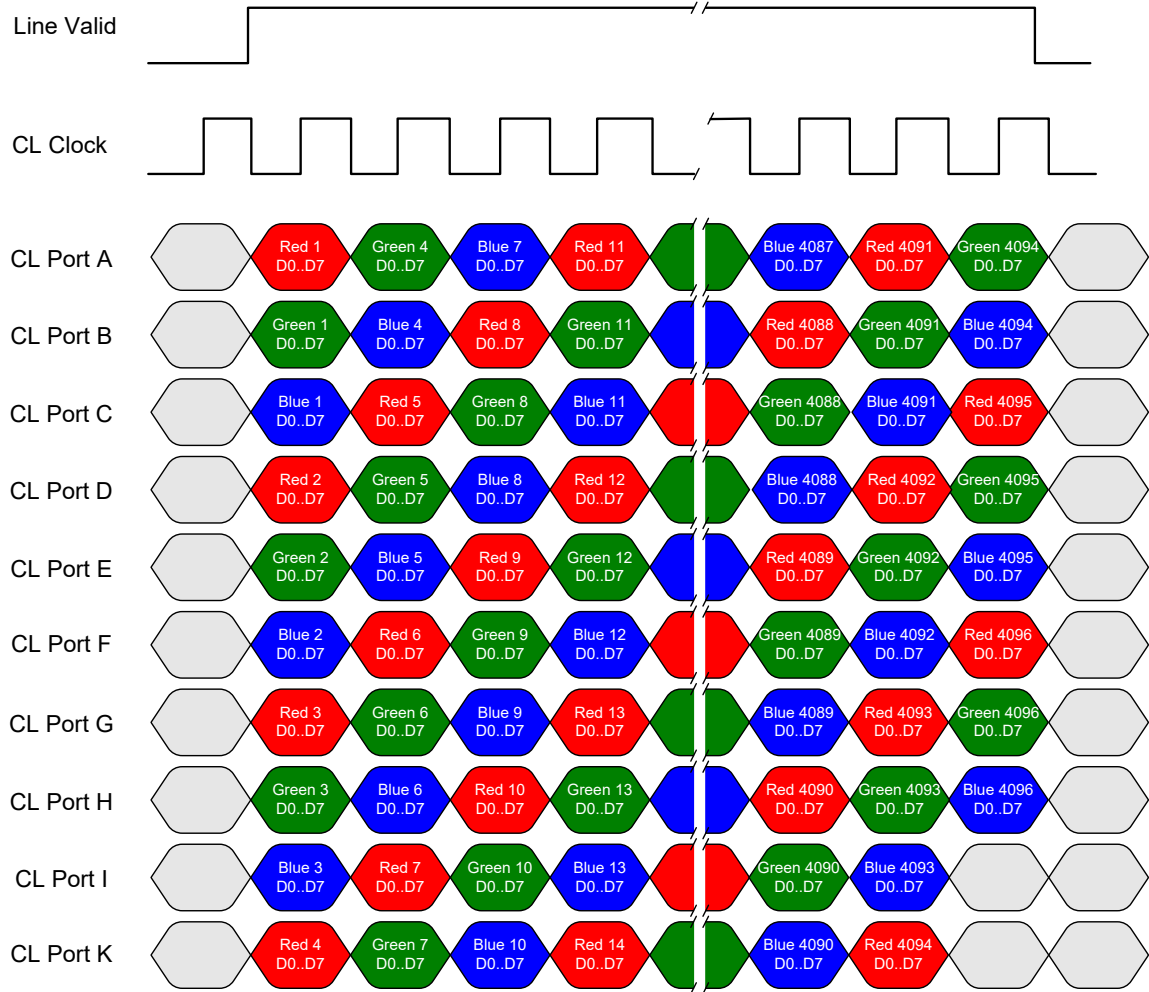 Line Valid
CL Clock
CL Port A
Red 1
D0..D7
Green 4
D0..D7
Blue 7
D0..D7
Red 11
D0..D7
Blue 4087
D0..D7
Red 4091
D0..D7
Green 4094
D0..D7
CL Port B
Green 1
D0..D7
Blue 4
D0..D7
Red 8
D0..D7
Green 11
D0..D7
Red 4088
D0..D7
Green 4091
D0..D7
Blue 4094
D0..D7
CL Port C
Blue 1
D0..D7
Red 5
D0..D7
Green 8
D0..D7
Blue 11
D0..D7
Green 4088
D0..D7
Blue 4091
D0..D7
Red 4095
D0..D7
CL Port D
Red 2
D0..D7
Green 5
D0..D7
Blue 8
D0..D7
Red 12
D0..D7
Blue 4088
D0..D7
Red 4092
D0..D7
Green 4095
D0..D7
CL Port E
Green 2
D0..D7
Blue 5
D0..D7
Red 9
D0..D7
Green 12
D0..D7
Red 4089
D0..D7
Green 4092
D0..D7
Blue 4095
D0..D7
CL Port F
Blue 2
D0..D7
Red 6
D0..D7
Green 9
D0..D7
Blue 12
D0..D7
Green 4089
D0..D7
Blue 4092
D0..D7
Red 4096
D0..D7
CL Port G
Red 3
D0..D7
Green 6
D0..D7
Blue 9
D0..D7
Red 13
D0..D7
Blue 4089
D0..D7
Red 4093
D0..D7
Green 4096
D0..D7
CL Port H
Green 3
D0..D7
Blue 6
D0..D7
Red 10
D0..D7
Green 13
D0..D7
Red 4090
D0..D7
Green 4093
D0..D7
Blue 4096
D0..D7
CL Port I
Blue 3
D0..D7
Red 7
D0..D7
Green 10
D0..D7
Blue 13
D0..D7
Green 4090
D0..D7
Blue 4093
D0..D7
CL Port K
Red 4
D0..D7
Green 7
D0..D7
Blue 10
D0..D7
Red 14
D0..D7
Blue 4090
D0..D7
Red 4094
D0..D7